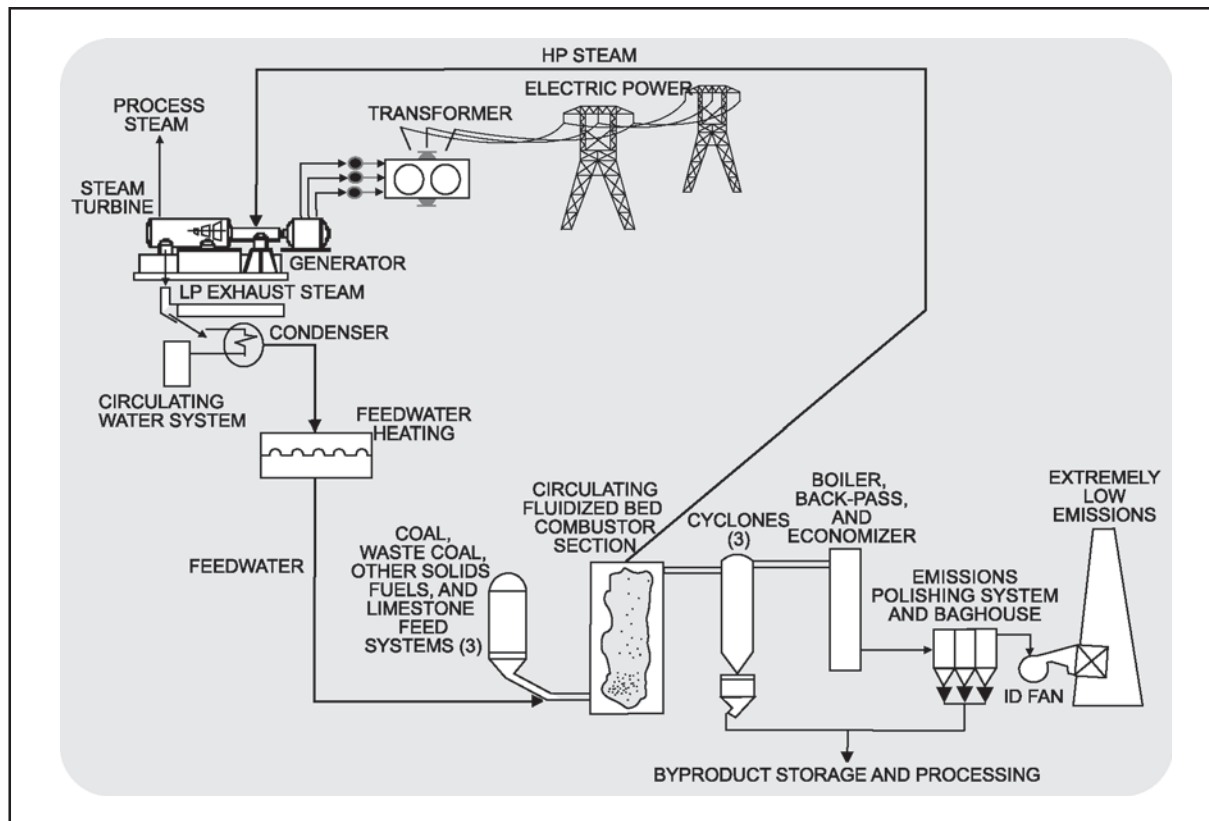 HP STEAM
ELECTRIC POWER
PROCESS
STEAM
TRANSFORMER
STEAM
TURBINE
GENERATOR
LP EXHAUST STEAM
CONDENSER
CIRCULATING
WATER SYSTEM
FEEDWATER
HEATING
FEEDWATER
COAL,
WASTE COAL,
OTHER SOLIDS
FUELS, AND
LIMESTONE
FEED
SYSTEMS (3)
CIRCULATING
FLUIDIZED BED
COMBUSTOR
SECTION
CYCLONES
(3)
BOILER,
BACK-PASS,
AND
ECONOMIZER
EXTREMELY
LOW
EMISSIONS
EMISSIONS
POLISHING SYSTEM
AND BAGHOUSE
ID FAN
BYPRODUCT STORAGE AND PROCESSING